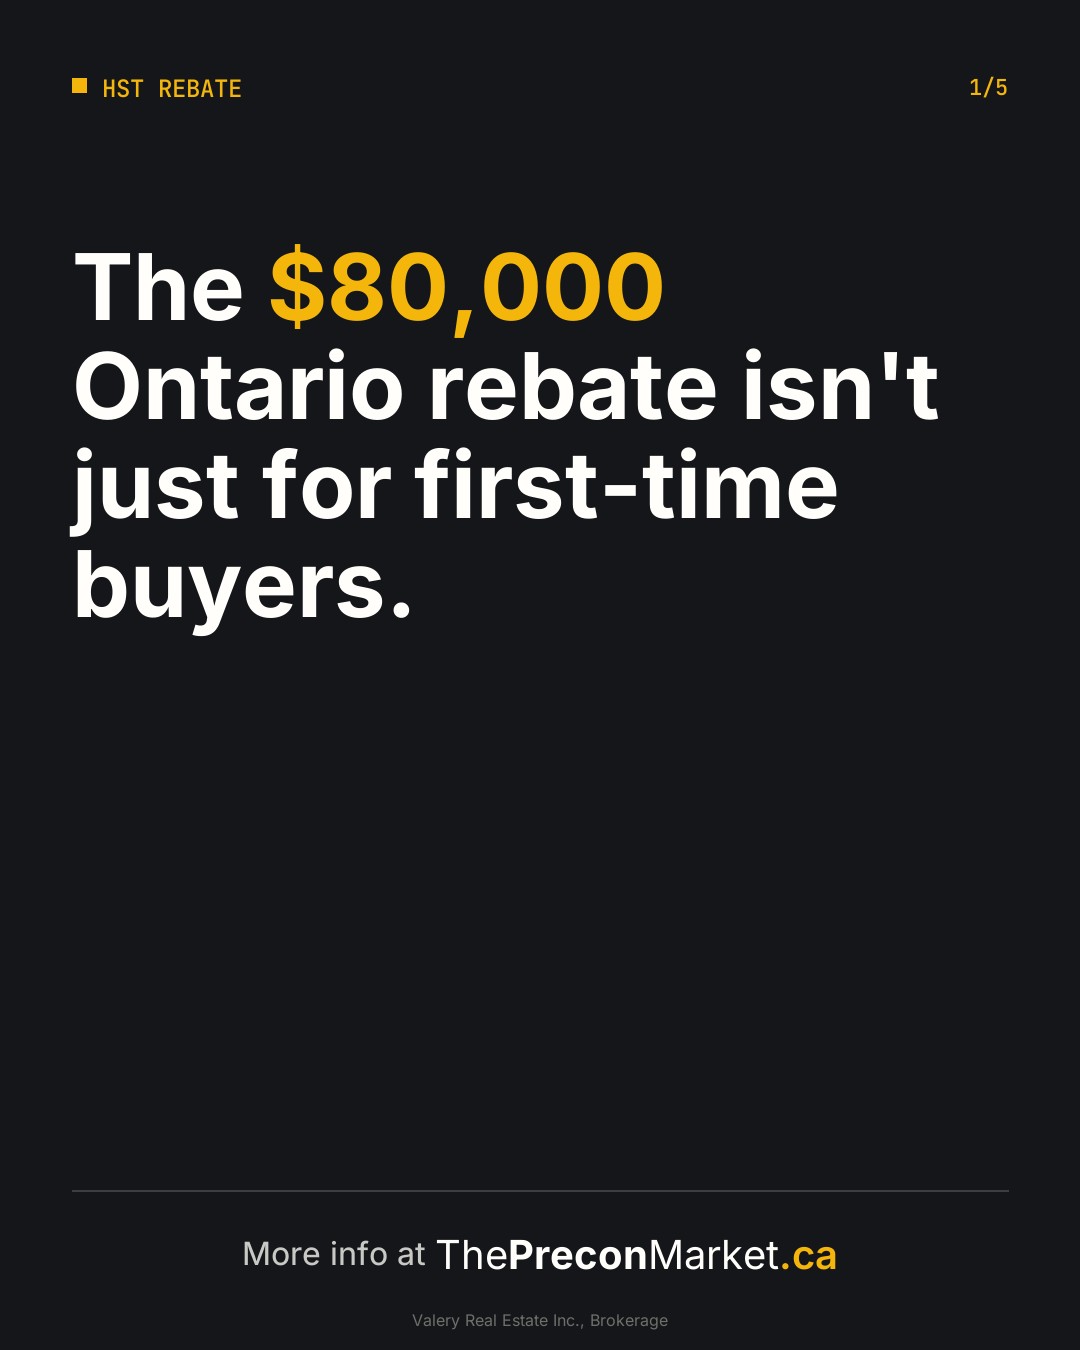 HST REBATE
1/5
The $80,000
Ontario rebate isn't
just for first-time
buyers.
More info at ThePreconMarket.ca
Valery Real Estate Inc., Brokerage